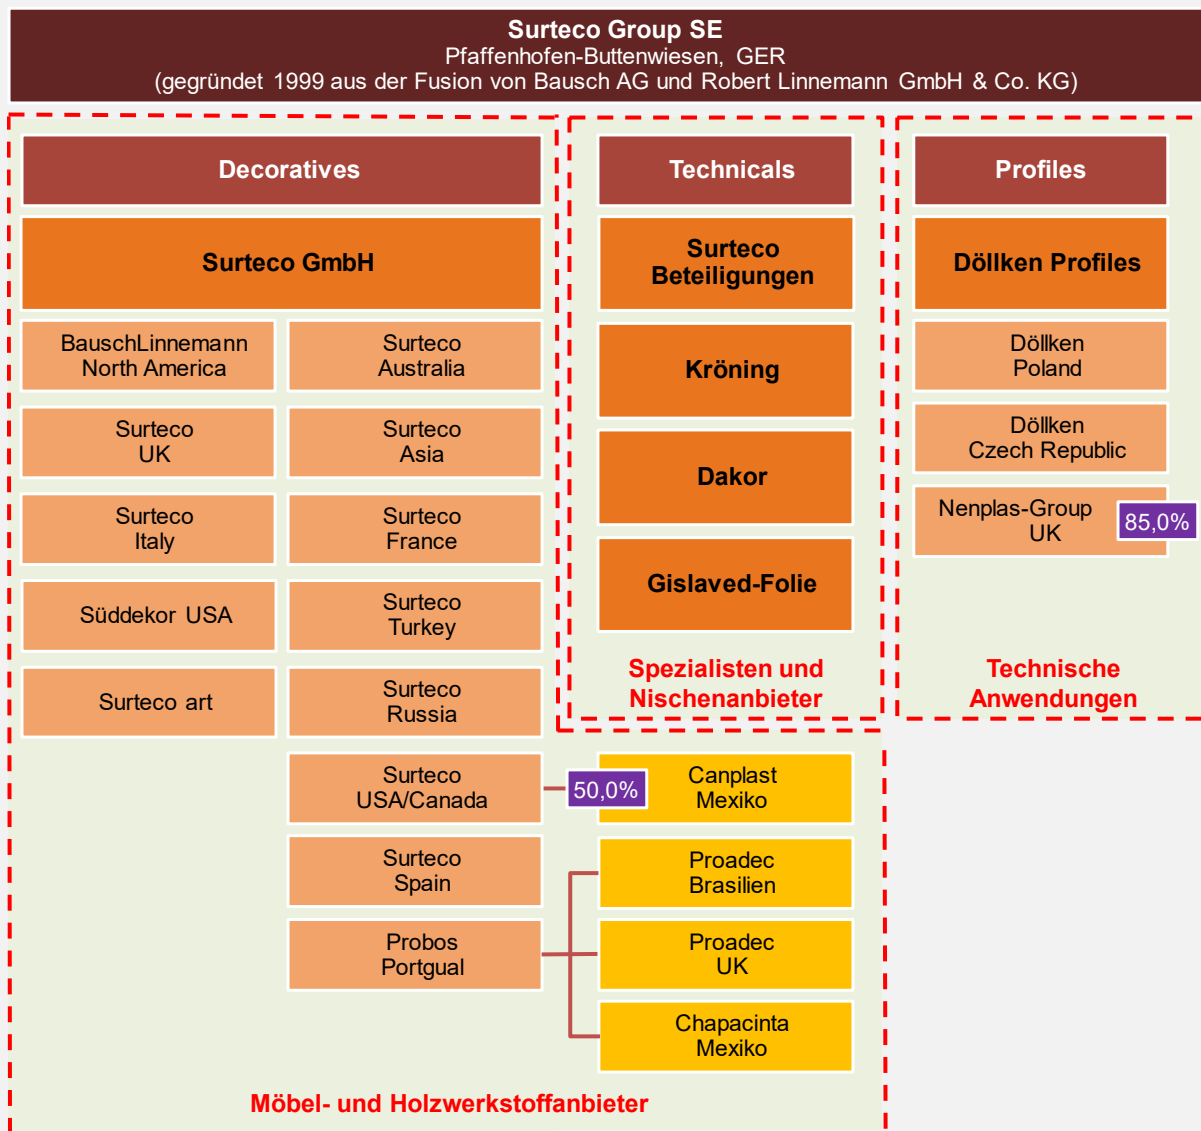 Surteco Group SE
Pfaffenhofen-Buttenwiesen, GER
(gegründet 1999 aus der Fusion von Bausch AG und Robert Linnemann GmbH & Co. KG)
Decoratives
Surteco GmbH
BauschLinnemann
North America
Surteco
Australia
Surteco
UK
Surteco
Asia
Surteco
Italy
Surteco
France
Süddekor USA
Surteco
Turkey
Surteco art
Surteco
Russia
Surteco
USA/Canada
50,0%
Canplast
Mexiko
Surteco
Spain
Probos
Portgual
Proadec
Brasilien
Proadec
UK
Chapacinta
Mexiko
Möbel- und Holzwerkstoffanbieter
Technicals
Surteco
Beteiligungen
Kröning
Dakor
Gislaved-Folie
Spezialisten und
Nischenanbieter
Profiles
Döllken Profiles
Döllken
Poland
Döllken
Czech Republic
Nenplas-Group
UK
85,0%
Technische
Anwendungen